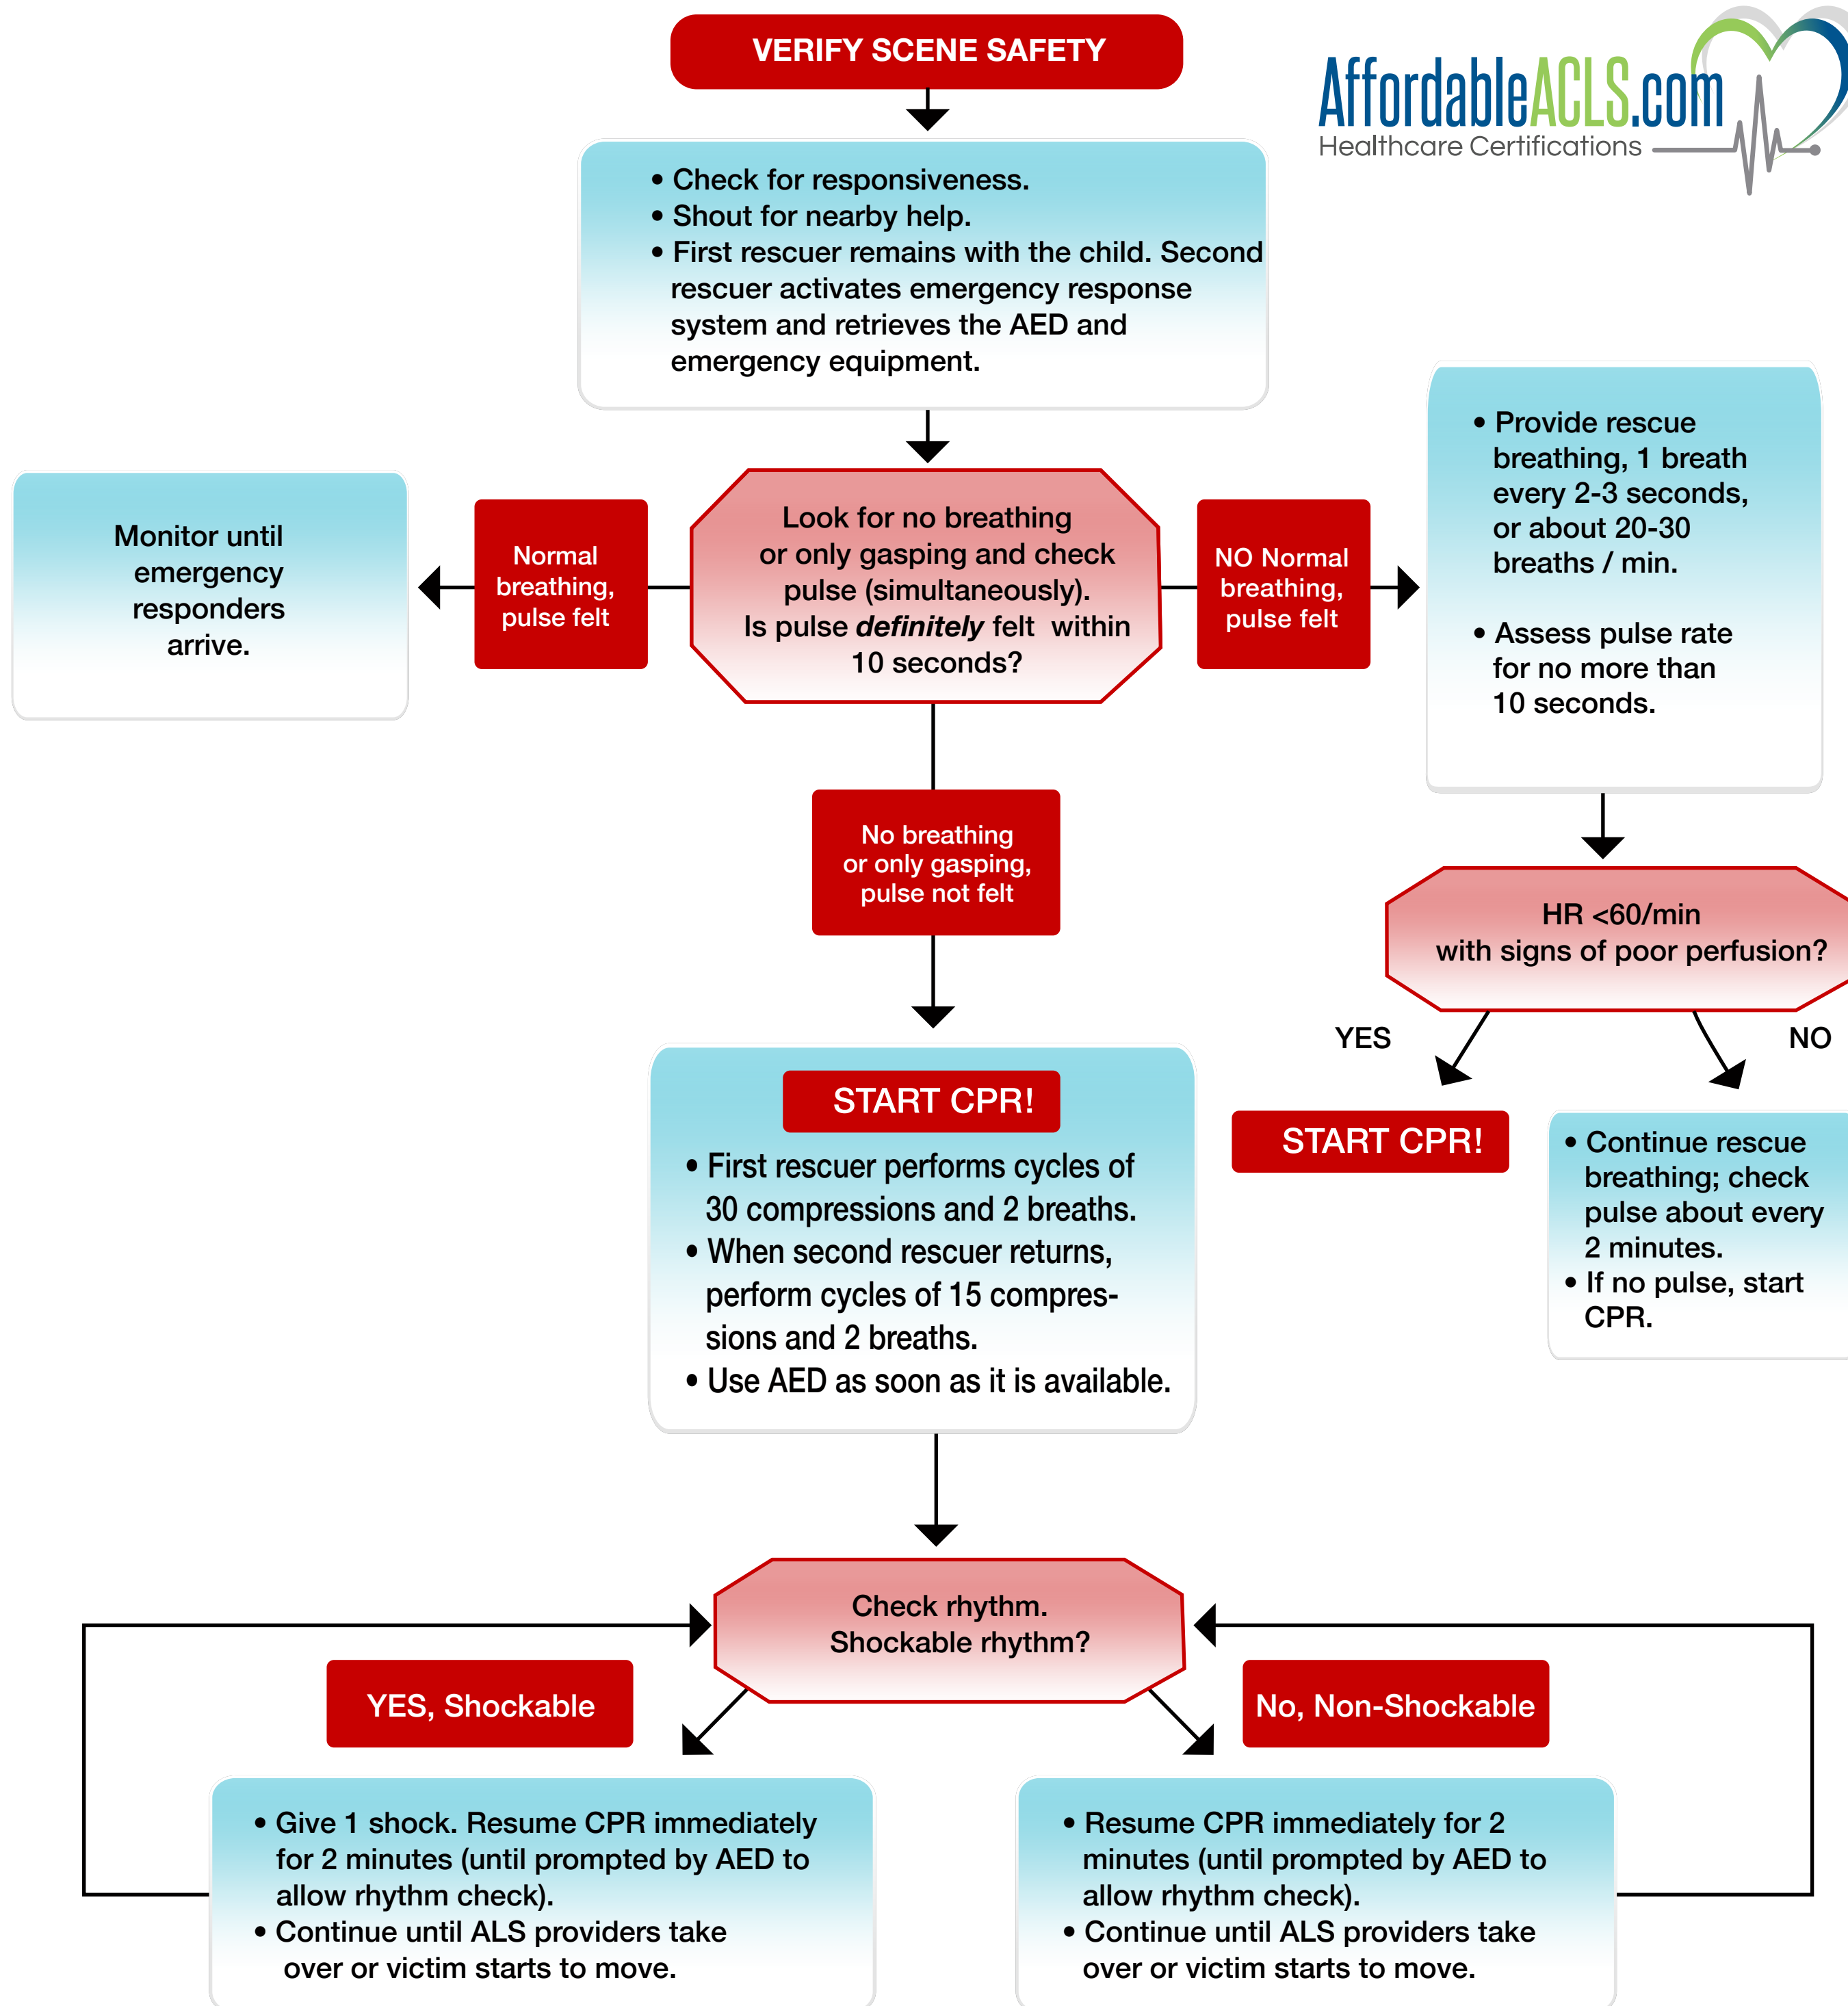 VERIFY SCENE SAFETY
AffordableACLS.com
Healthcare Certifications
• Check for responsiveness.
• Shout for nearby help.
• First rescuer remains with the child. Second
rescuer activates emergency response
system and retrieves the AED and
emergency equipment.
Monitor until
emergency
responders
arrive.
Normal
breathing,
pulse felt
Look for no breathing
or only gasping and check
pulse (simultaneously).
Is pulse definitely felt within
10 seconds?
NO Normal
breathing,
pulse felt
• Provide rescue
breathing, 1 breath
every 2-3 seconds,
or about 20-30
breaths / min.
• Assess pulse rate
for no more than
10 seconds.
No breathing
or only gasping,
pulse not felt
HR <60/min
with signs of poor perfusion?
YES
NO
START CPR!
• Continue rescue
breathing; check
pulse about every
2 minutes.
• If no pulse, start
CPR.
START CPR!
• First rescuer performs cycles of
30 compressions and 2 breaths.
• When second rescuer returns,
perform cycles of 15 compres-
sions and 2 breaths.
• Use AED as soon as it is available.
Check rhythm.
Shockable rhythm?
YES, Shockable
No, Non-Shockable
• Give 1 shock. Resume CPR immediately
for 2 minutes (until prompted by AED to
allow rhythm check).
• Continue until ALS providers take
over or victim starts to move.
• Resume CPR immediately for 2
minutes (until prompted by AED to
allow rhythm check).
• Continue until ALS providers take
over or victim starts to move.